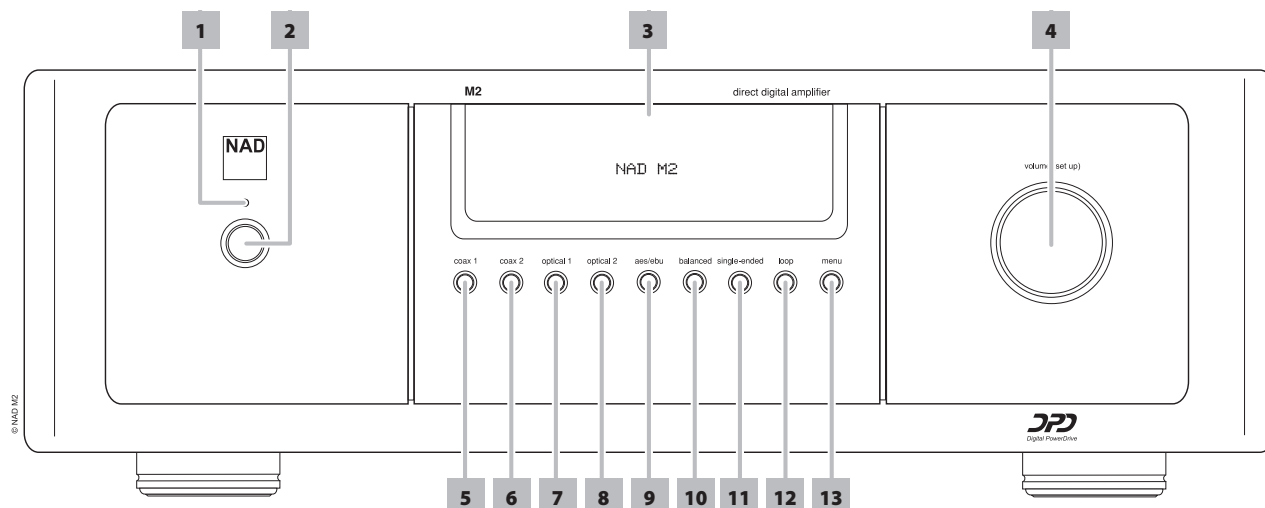 1 2 3 4
M2 direct digital amplifier
NAD
NAD M2
volume (set up)
coax 1 coax 2 optical 1 optical 2 aes/ebu balanced single-ended loop menu
© NAD M2
DPD
Digital PowerDrive
5 6 7 8 9 10 11 12 13